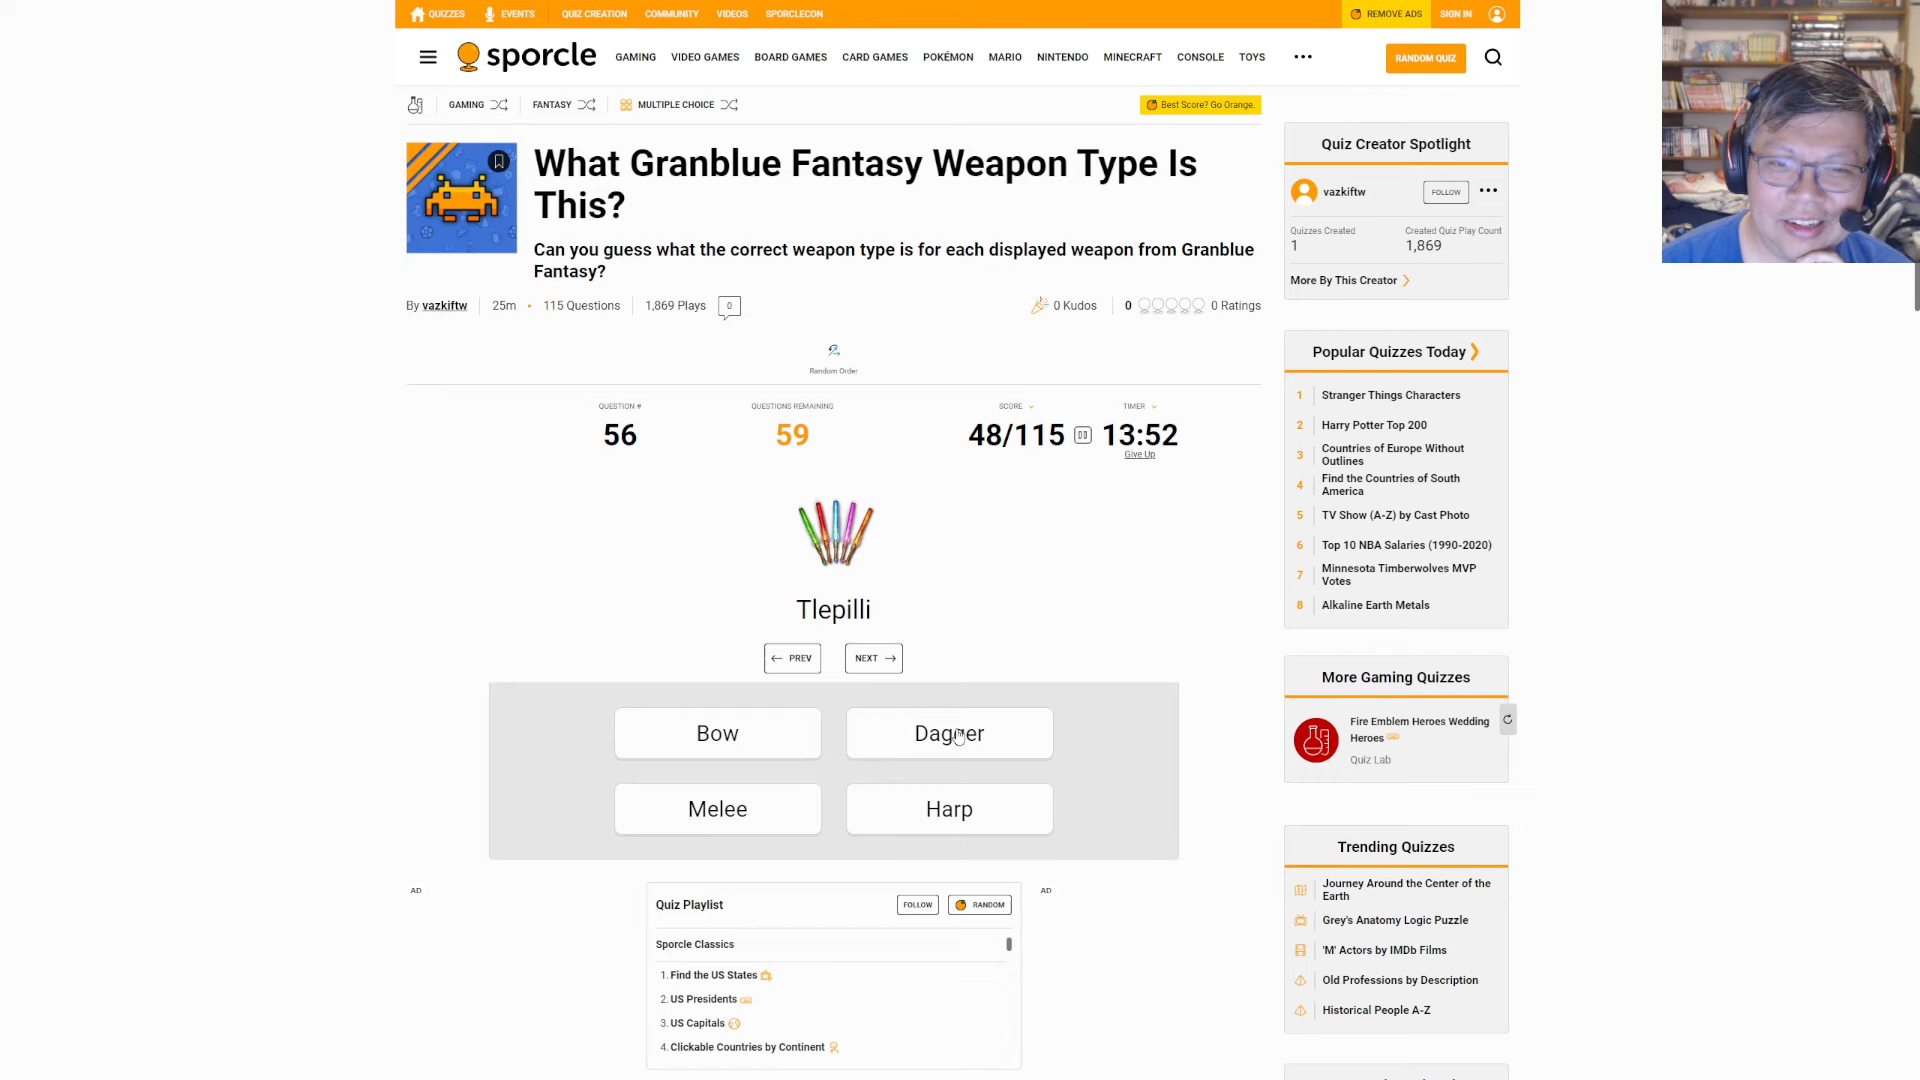 QUIZZES EVENTS QUIZ CREATION COMMUNITY VIDEOS SPORCLECON REMOVE ADS SIGN IN
sporcle GAMING VIDEO GAMES BOARD GAMES CARD GAMES POKÉMON MARIO NINTENDO MINECRAFT CONSOLE TOYS ••• RANDOM QUIZ
GAMING FANTASY MULTIPLE CHOICE Best Score? Go Orange.
What Granblue Fantasy Weapon Type Is
This?
Can you guess what the correct weapon type is for each displayed weapon from Granblue
Fantasy?
By vazkiftw 25m • 115 Questions 1,869 Plays 0 0 Kudos 0 0 Ratings
Random Order
QUESTION # QUESTIONS REMAINING SCORE TIMER
56 59 48/115 13:52
Give Up
Tlepilli
PREV NEXT
Bow Dagger
Melee Harp
AD AD
Quiz Playlist FOLLOW RANDOM
Sporcle Classics
1. Find the US States
2. US Presidents
3. US Capitals
4. Clickable Countries by Continent
Quiz Creator Spotlight
vazkiftw FOLLOW •••
Quizzes Created Created Quiz Play Count
1 1,869
More By This Creator
Popular Quizzes Today
1 Stranger Things Characters
2 Harry Potter Top 200
3 Countries of Europe Without
Outlines
4 Find the Countries of South
America
5 TV Show (A-Z) by Cast Photo
6 Top 10 NBA Salaries (1990-2020)
7 Minnesota Timberwolves MVP
Votes
8 Alkaline Earth Metals
More Gaming Quizzes
Fire Emblem Heroes Wedding
Heroes
Quiz Lab
Trending Quizzes
Journey Around the Center of the
Earth
Grey's Anatomy Logic Puzzle
'M' Actors by IMDb Films
Old Professions by Description
Historical People A-Z